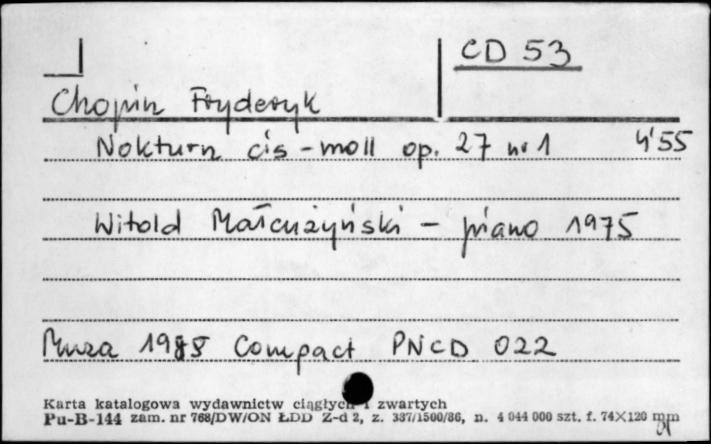 CD 53
Chopin Fryderyk
Nokturn cis-moll op. 27 nr 1 4'55
Witold Małcużyński - piano 1975
Muza 1988 Compact PNCD 022
Karta katalogowa wydawnictw ciągłych i zwartych
Pu-B-144 zam. nr 768/DW/ON ŁDD Z-d 2, z. 337/1500/86, n. 4 044 000 szt. f. 74X120 mm